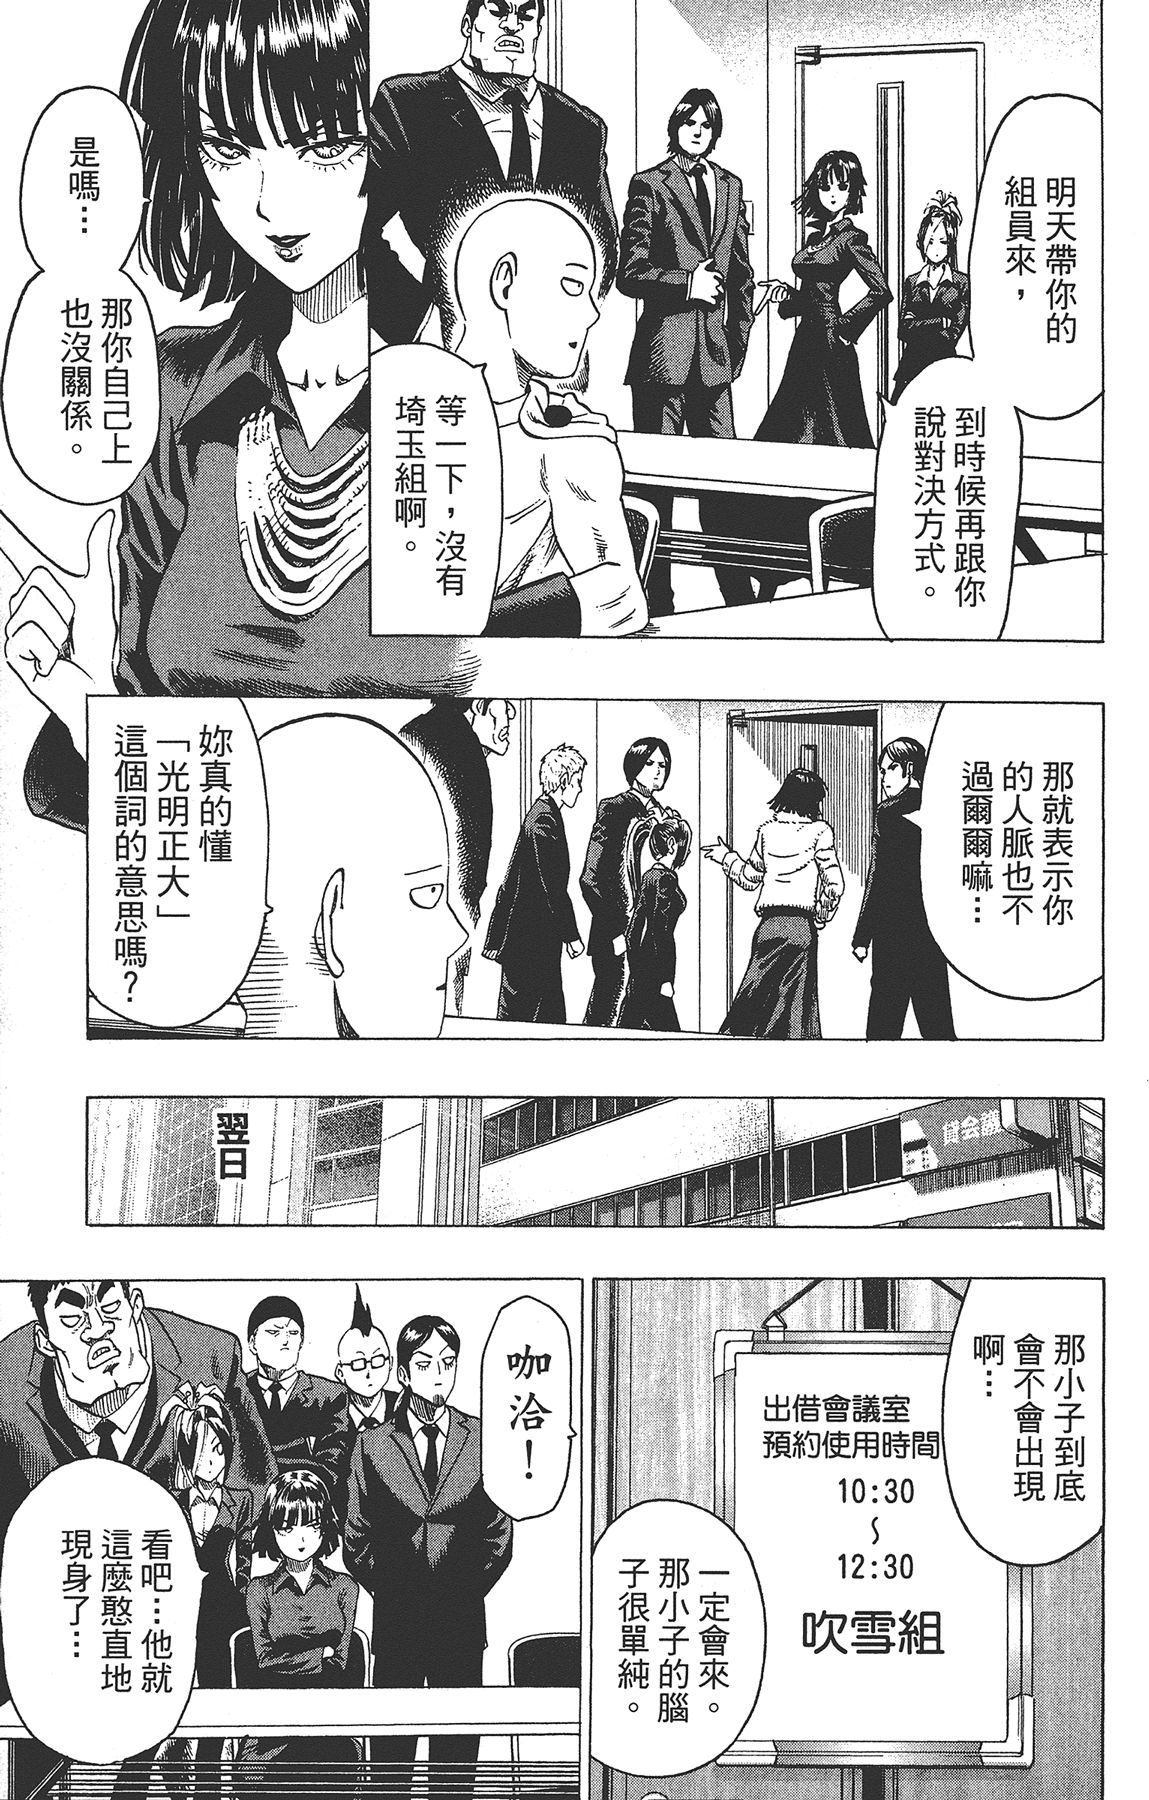 明天帶你的
組員來，
到時候再跟你
說對決方式。
等一下，沒有
埼玉組啊。
是嗎…
那你自己上
也沒關係。
那就表示你
的人脈也不
過爾爾嘛…
妳真的懂
「光明正大」
這個詞的意思嗎？
貸会議
翌日
那小子到底
會不會出現
啊…
出借會議室
預約使用時間
10:30
～
12:30
吹雪組
一定會來。
那小子的腦
子很單純。
咖洽！
看吧…他就
這麼憨直地
現身了…